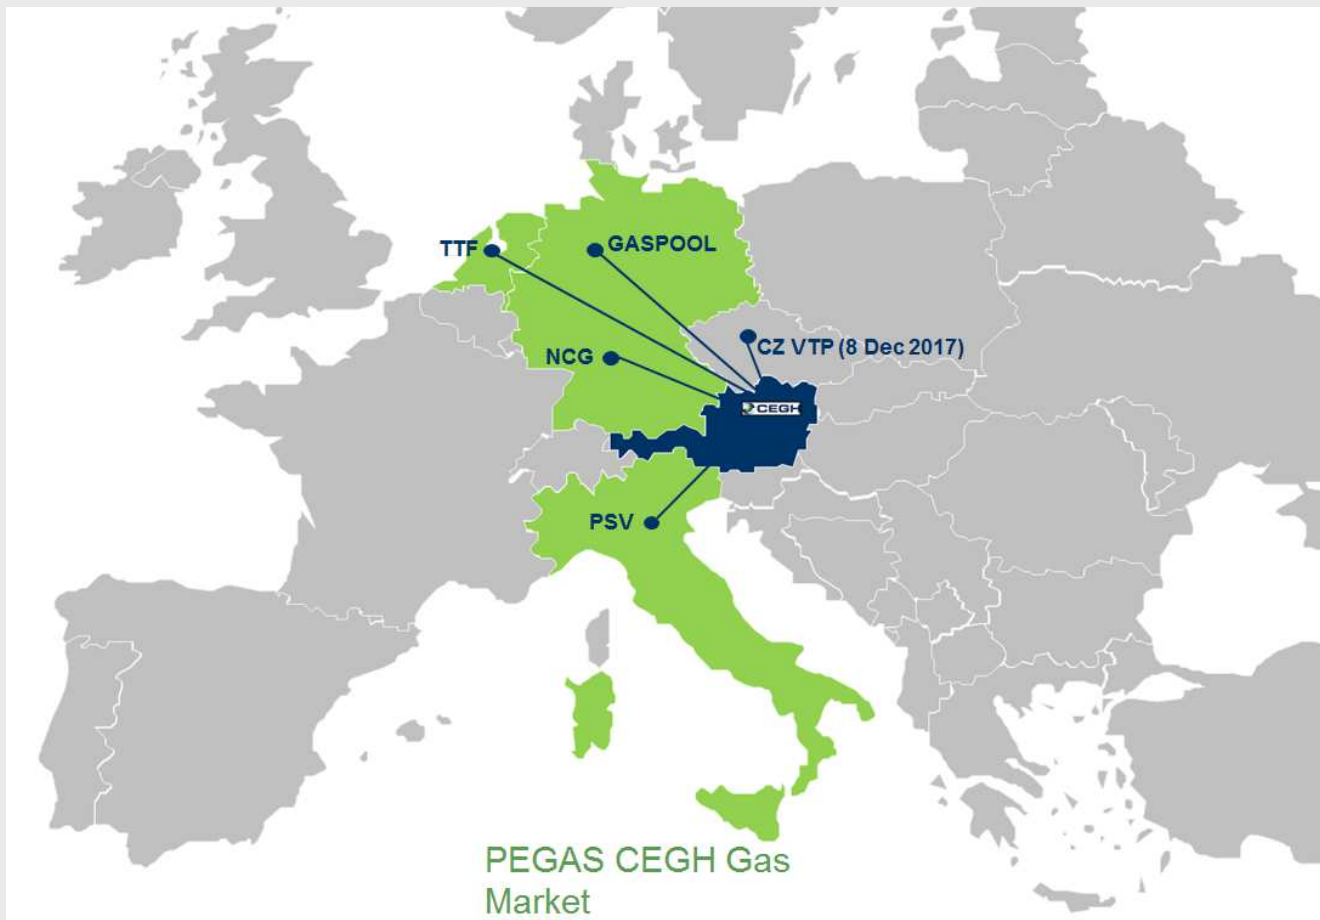 TTF
GASPOOL
CZ VTP (8 Dec 2017)
NCG
CEGH
PSV
PEGAS CEGH Gas
Market